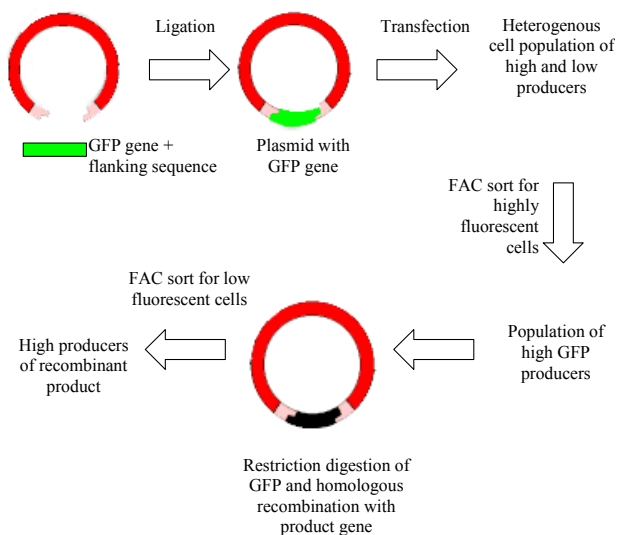 Ligation
Transfection
Heterogenous
cell population of
high and low
producers
GFP gene +
flanking sequence
Plasmid with
GFP gene
FAC sort for
highly
fluorescent
cells
Population of
high GFP
producers
FAC sort for low
fluorescent cells
High producers
of recombinant
product
Restriction digestion of
GFP and homologous
recombination with
product gene